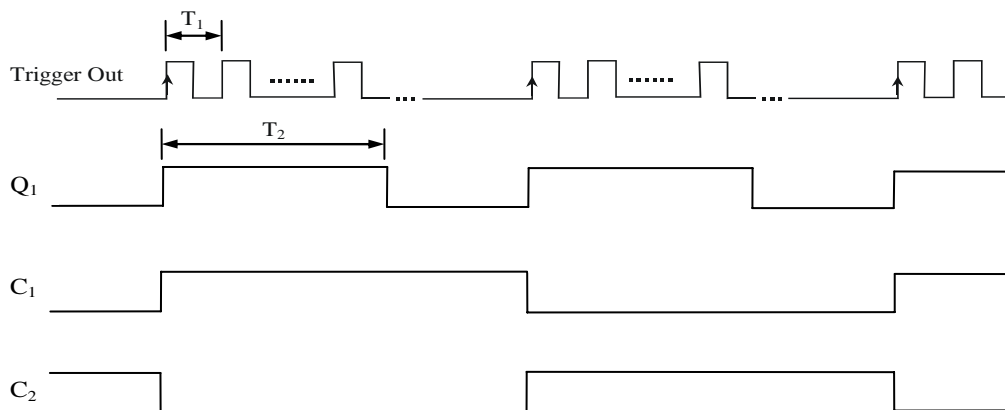 T₁
Trigger Out
T₂
Q₁
C₁
C₂